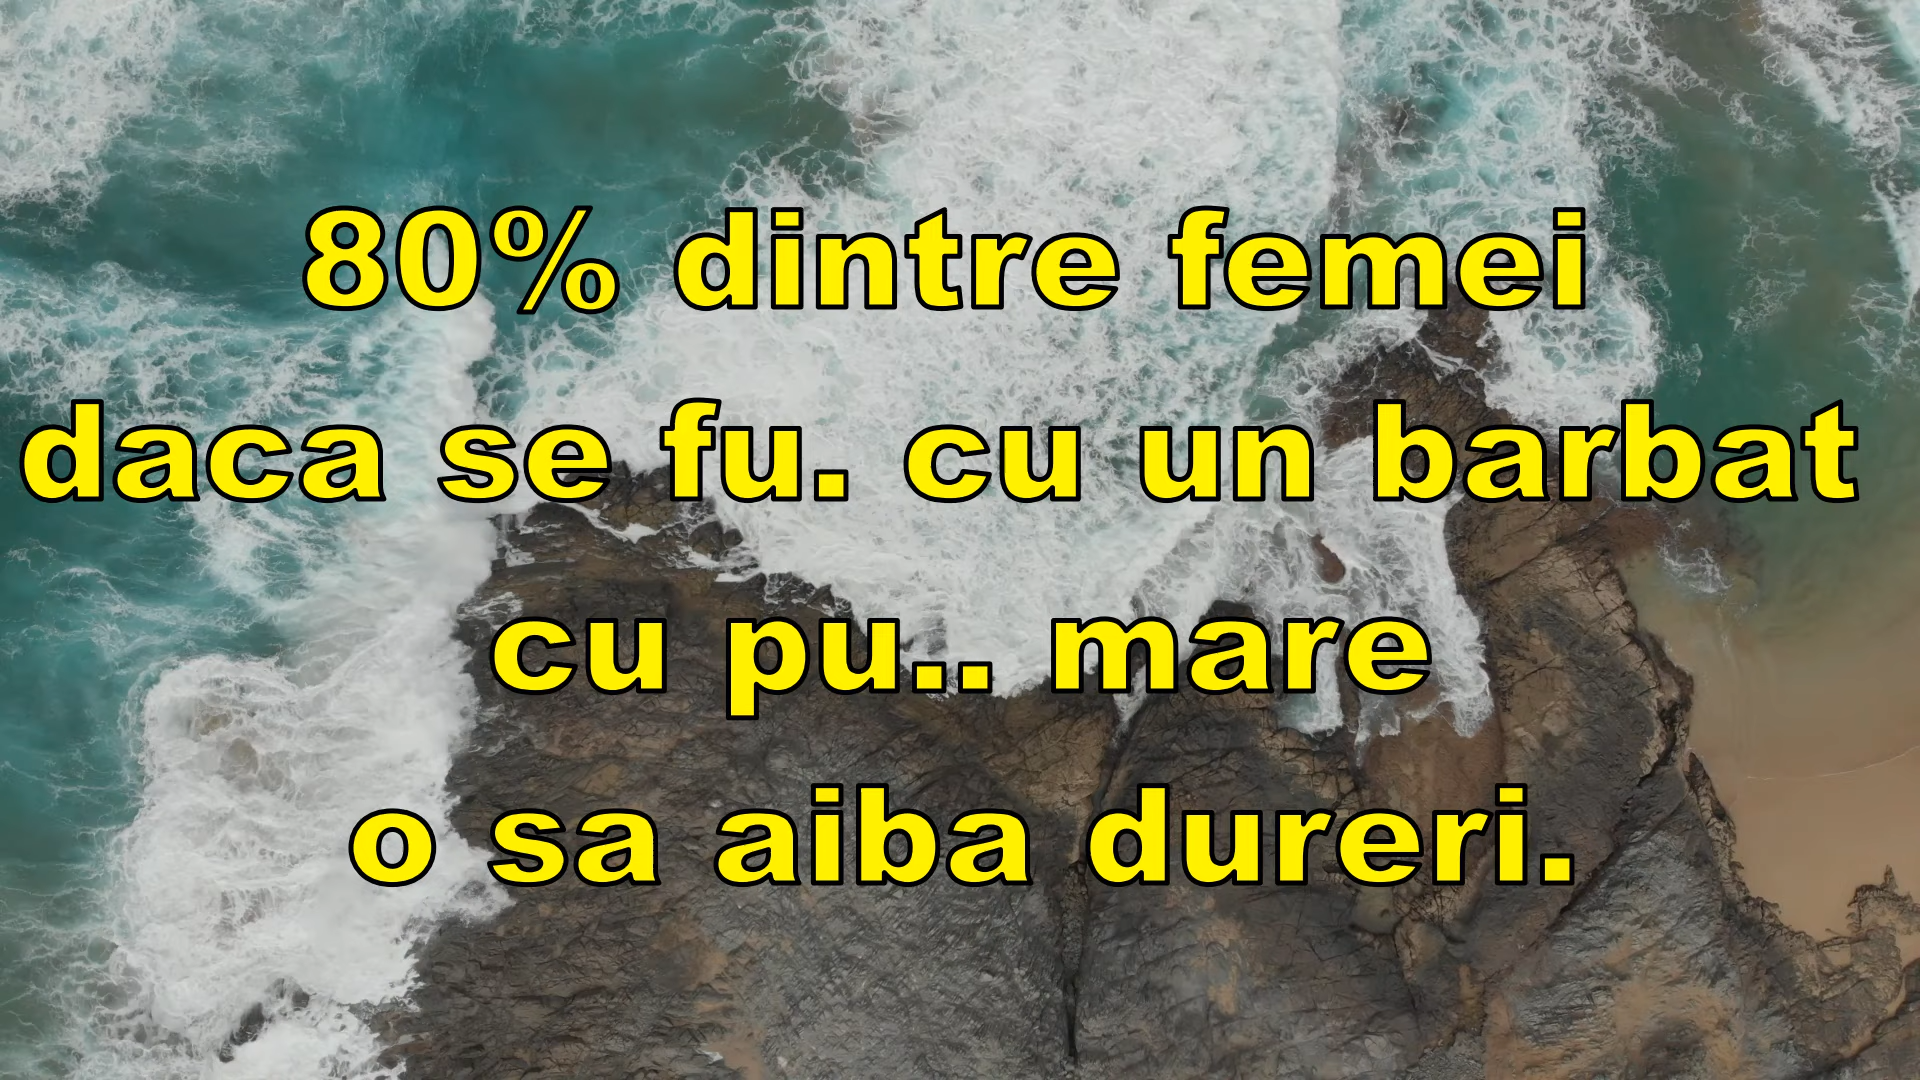 80% dintre femei
daca se fu. cu un barbat
cu pu.. mare
o sa aiba dureri.